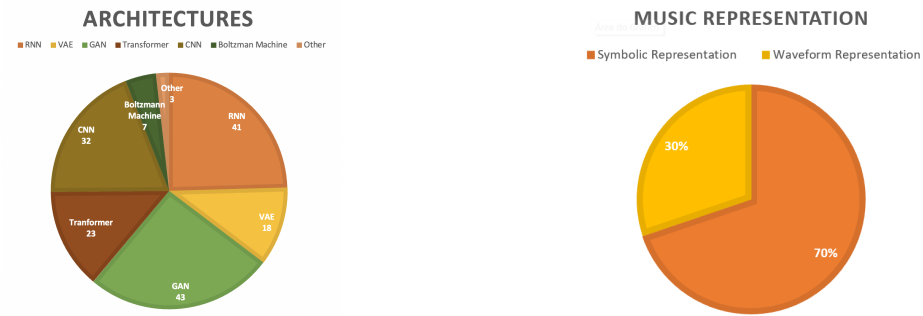 ARCHITECTURES
RNN VAE GAN Transformer CNN Boltzman Machine Other
Other
3
Boltzmann
Machine
7
RNN
41
CNN
32
VAE
18
Tranformer
23
GAN
43
MUSIC REPRESENTATION
Symbolic Representation Waveform Representation
30%
70%